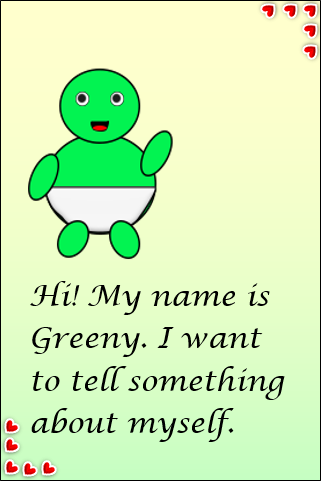 Hi! My name is
Greeny. I want
to tell something
about myself.